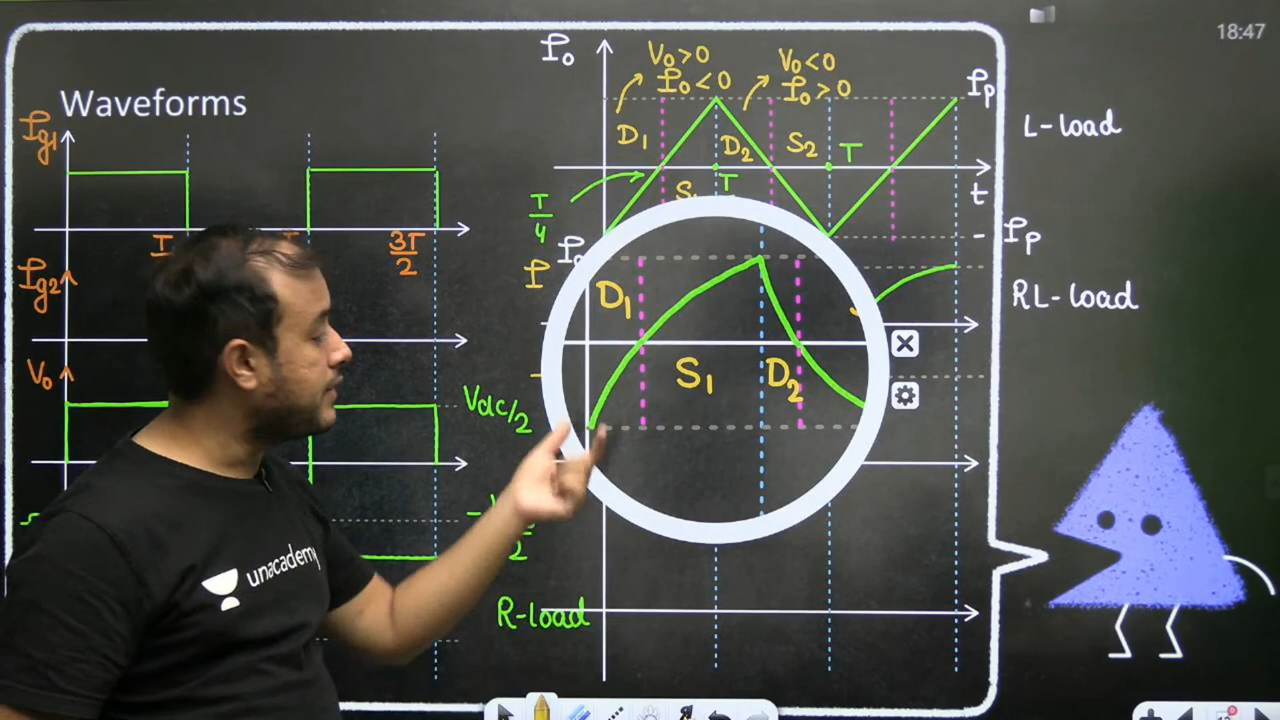 18:47
Waveforms
I₀
V₀>0
I₀<0
V₀<0
I₀>0
Ip
L-load
D₁
D₂
S₂
T
T
t
T/4
- Ip
Ig1
3T/2
Ig2
V₀
Vdc/2
RL-load
D₁
S₁
D₂
unacademy
R-load